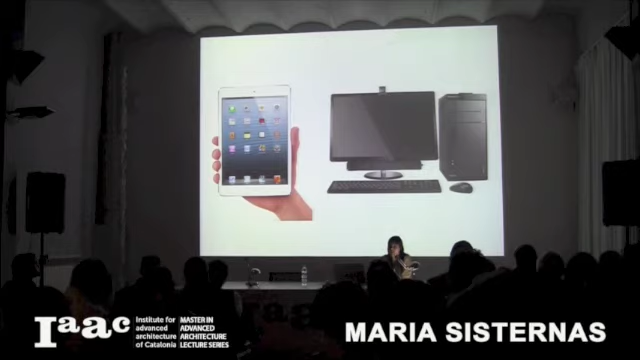 Iaac
Institute for
advanced
architecture
of Catalonia
MASTER IN
ADVANCED
ARCHITECTURE
LECTURE SERIES
MARIA SISTERNAS